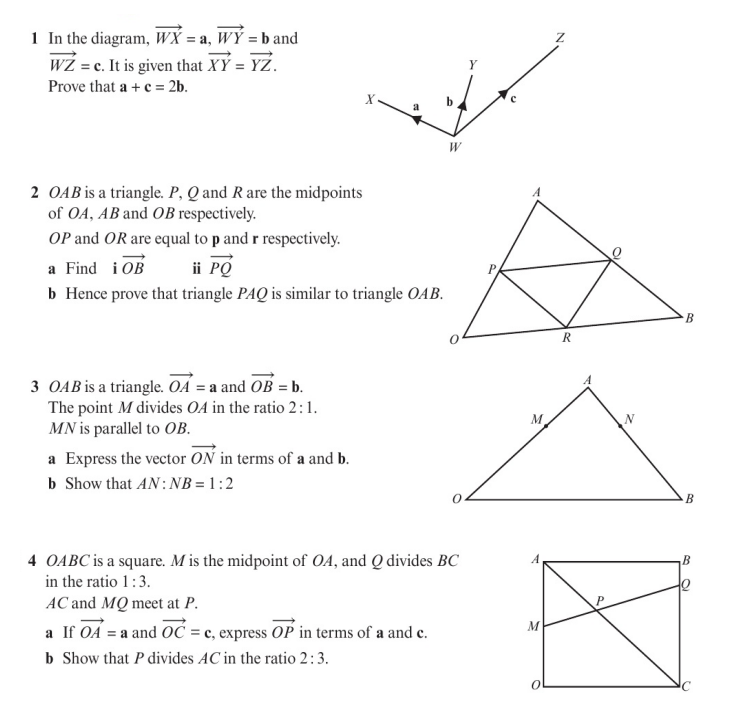 1 In the diagram, WX = a, WY = b and
WZ = c. It is given that XY = YZ.
Prove that a + c = 2b.
Z
Y
X
a
b
c
W
2 OAB is a triangle. P, Q and R are the midpoints
of OA, AB and OB respectively.
OP and OR are equal to p and r respectively.
a Find i OB ii PQ
b Hence prove that triangle PAQ is similar to triangle OAB.
A
Q
P
B
O
R
3 OAB is a triangle. OA = a and OB = b.
The point M divides OA in the ratio 2:1.
MN is parallel to OB.
a Express the vector ON in terms of a and b.
b Show that AN:NB = 1:2
A
M
N
O
B
4 OABC is a square. M is the midpoint of OA, and Q divides BC
in the ratio 1:3.
AC and MQ meet at P.
a If OA = a and OC = c, express OP in terms of a and c.
b Show that P divides AC in the ratio 2:3.
A
B
Q
P
M
O
C